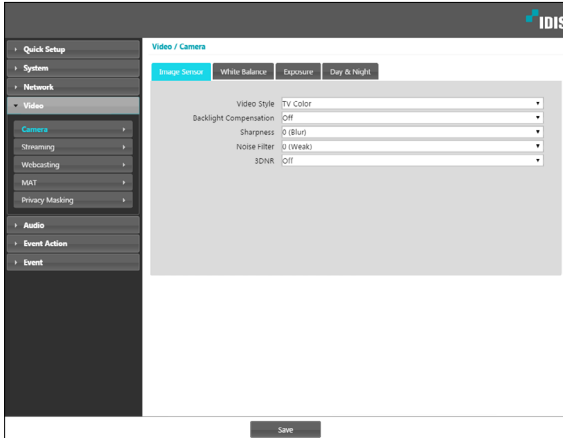 IDIS
Quick Setup
System
Network
Video
Camera
Streaming
Webcasting
MAT
Privacy Masking
Audio
Event Action
Event
Video / Camera
Image Sensor White Balance Exposure Day & Night
Video Style TV Color
Backlight Compensation Off
Sharpness 0 (Blur)
Noise Filter 0 (Weak)
3DNR Off
Save